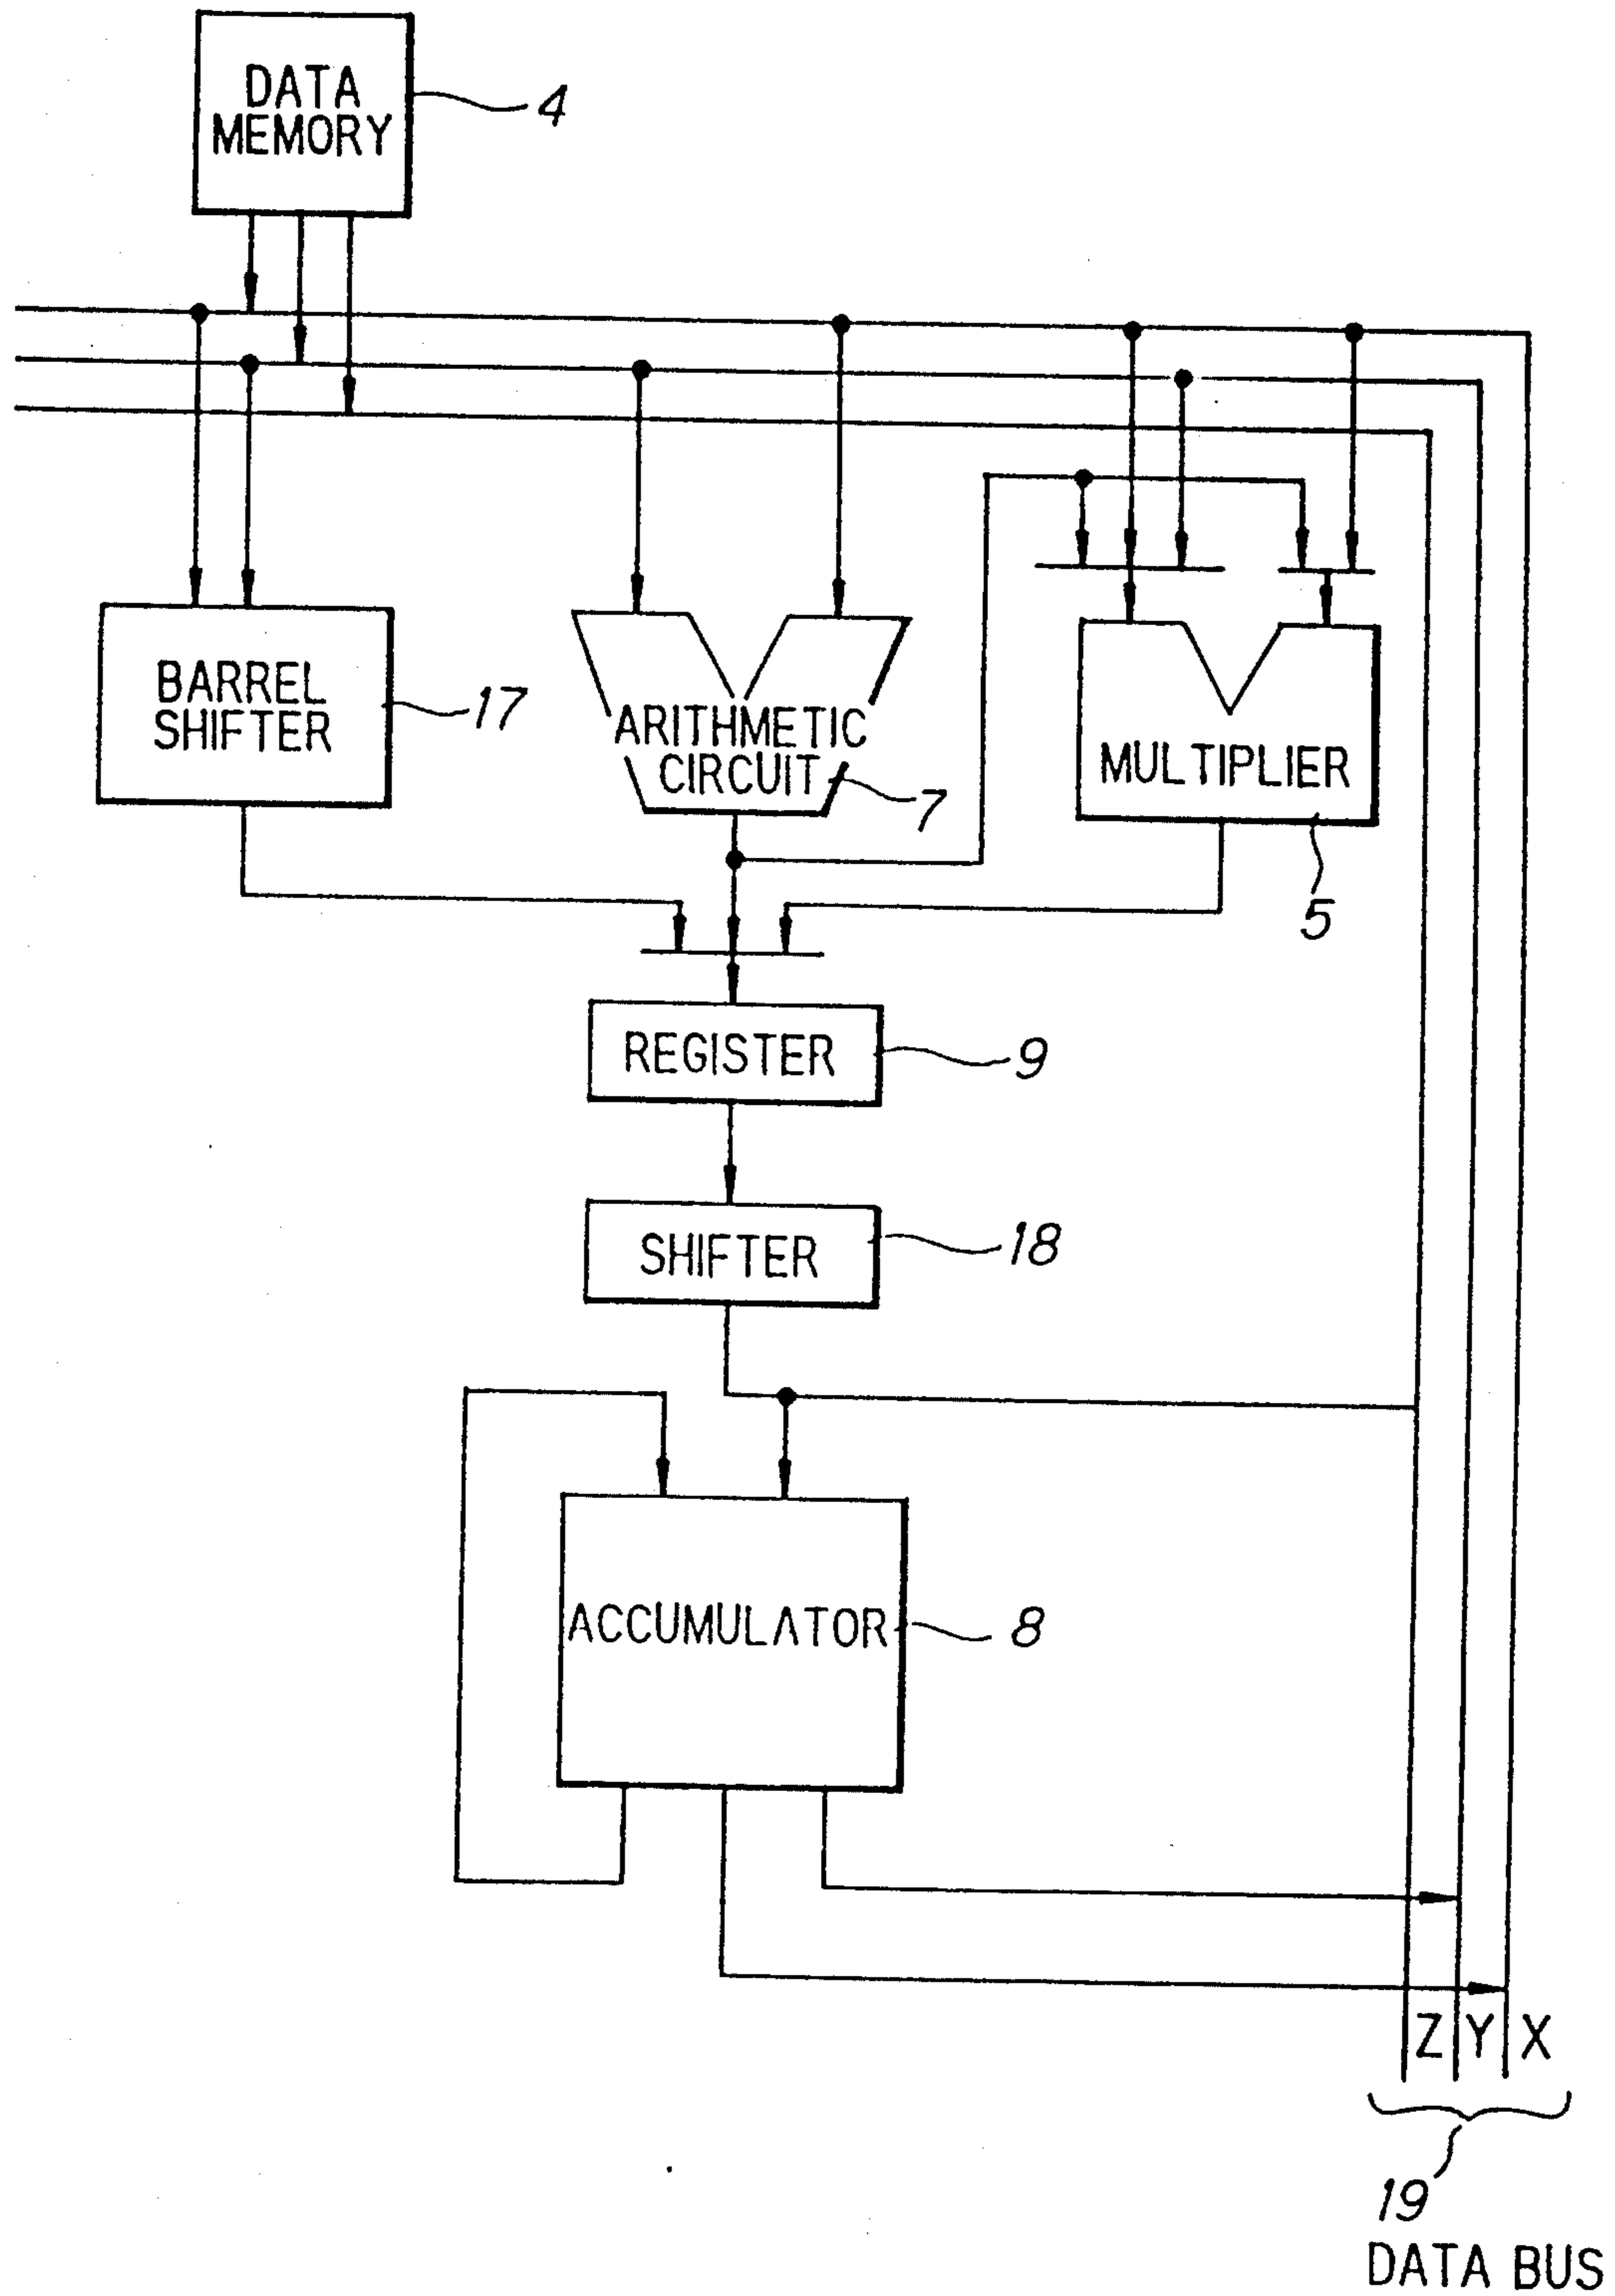 DATA
MEMORY
4
BARREL
SHIFTER
17
ARITHMETIC
CIRCUIT
7
MULTIPLIER
5
REGISTER
9
SHIFTER
18
ACCUMULATOR
8
Z Y X
19
DATA BUS